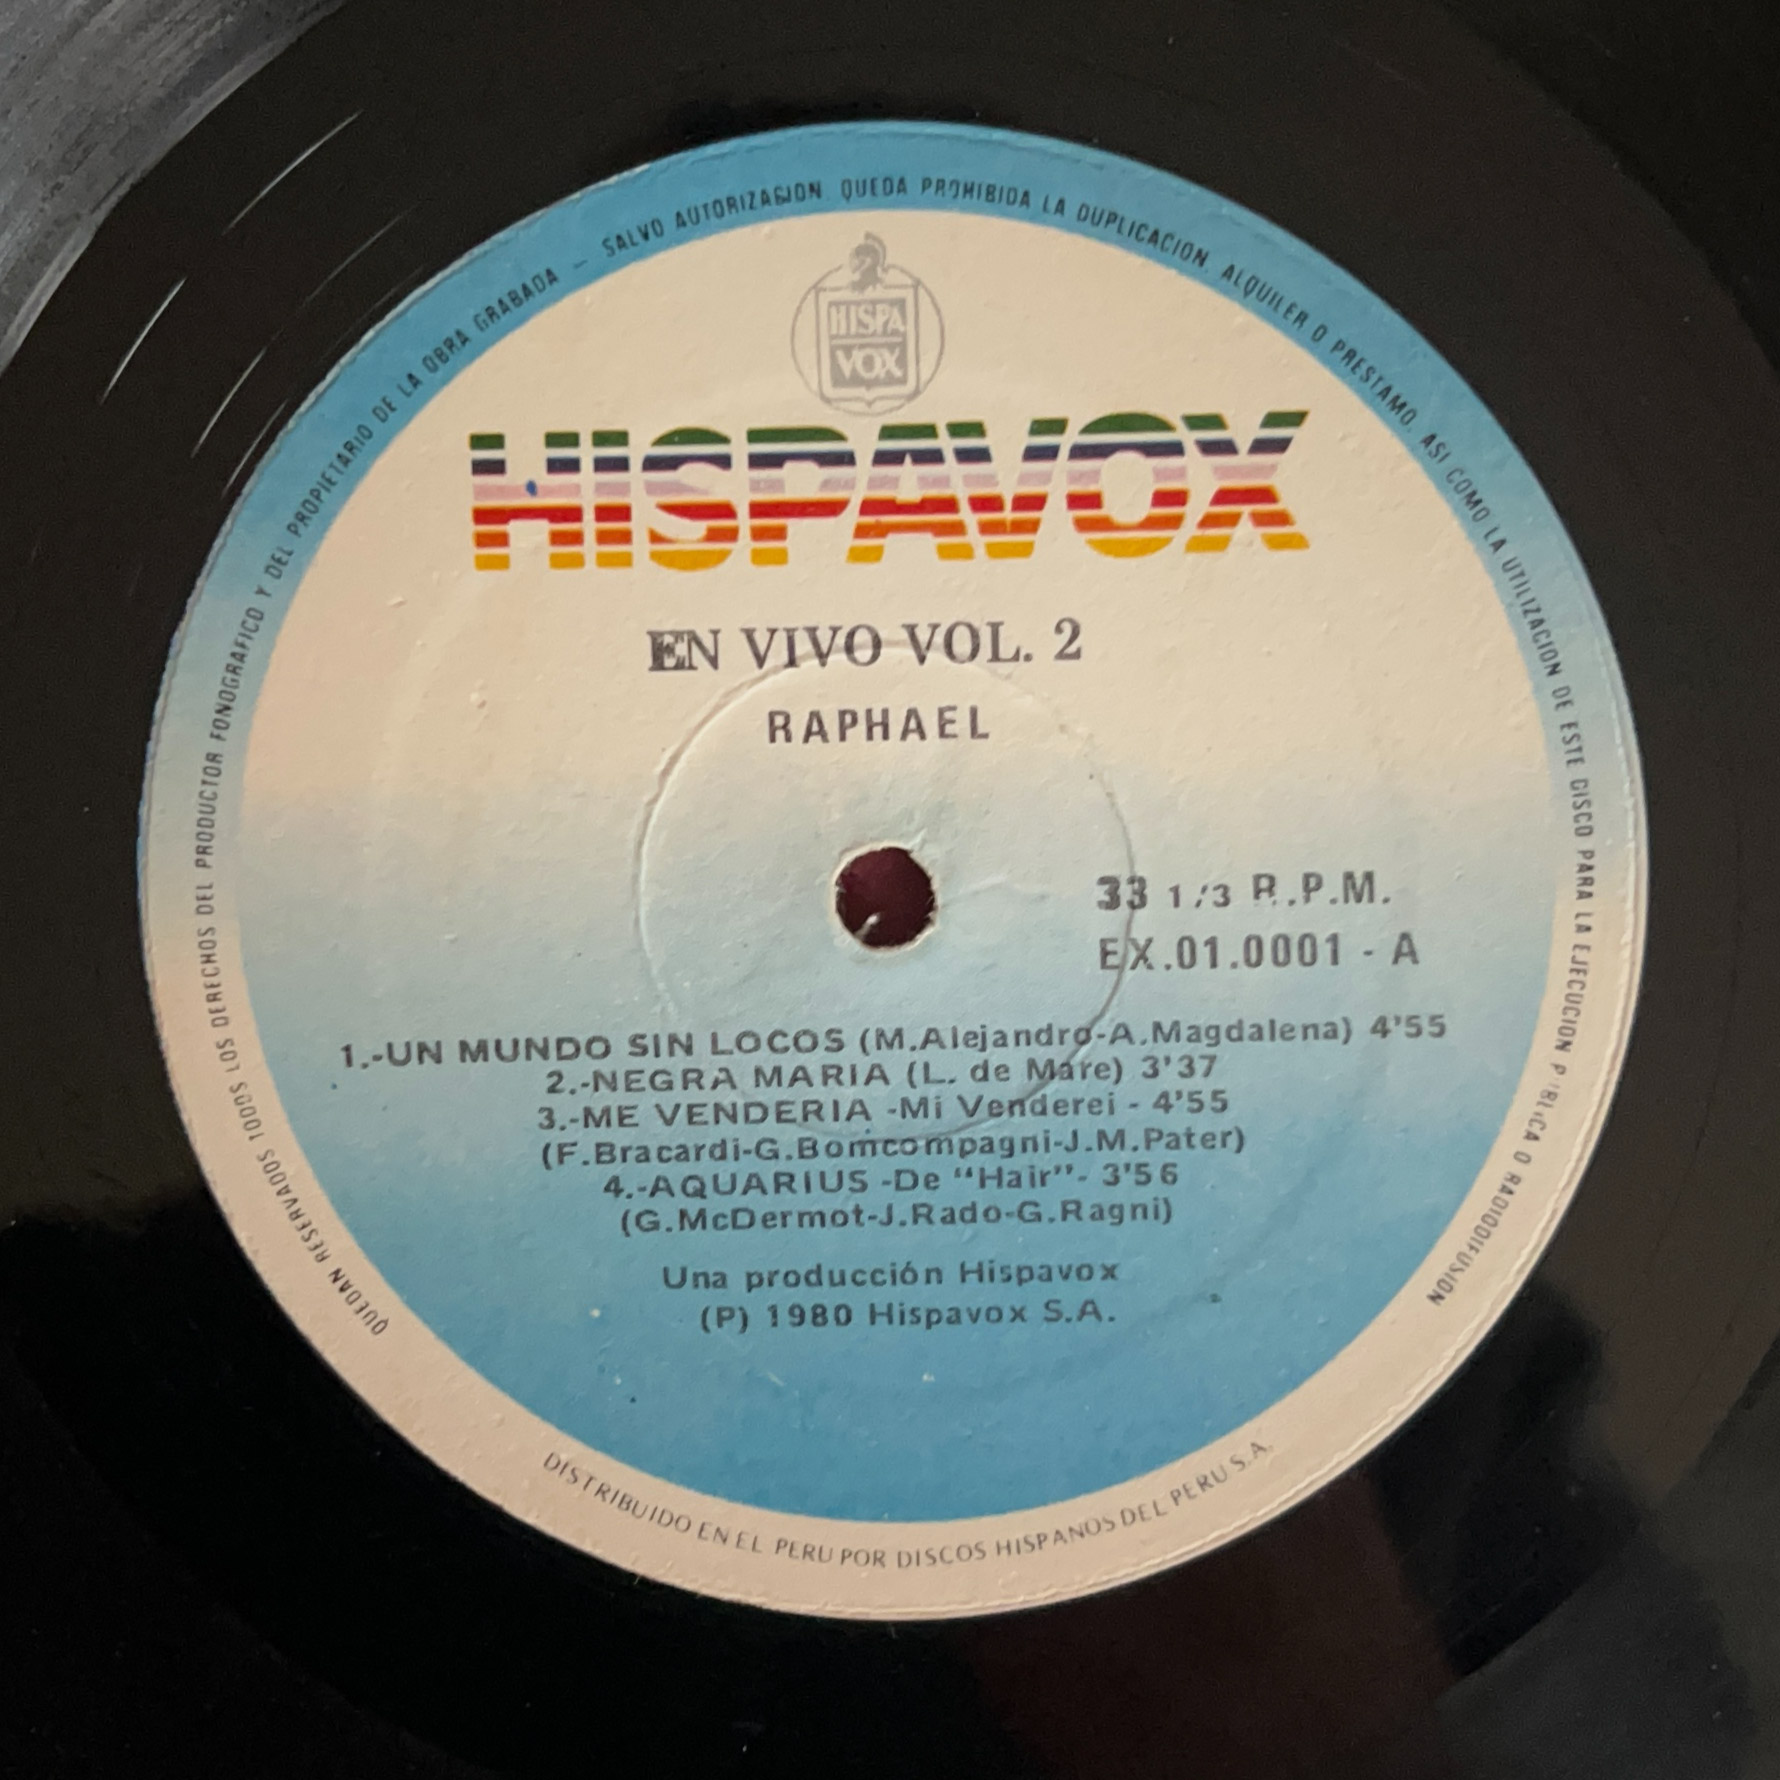 QUEDAN RESERVADOS TODOS LOS DERECHOS DEL PRODUCTOR FONOGRAFICO Y DEL PROPIETARIO DE LA OBRA GRABADA — SALVO AUTORIZACION. QUEDA PROHIBIDA LA DUPLICACION. ALQUILER O PRESTAMO. ASI COMO LA UTILIZACION DE ESTE DISCO PARA LA EJECUCION PUBLICA O RADIODIFUSION
HISPA
VOX
HISPAVOX
EN VIVO VOL. 2
RAPHAEL
33 1/3 R.P.M.
EX.01.0001 - A
1.-UN MUNDO SIN LOCOS (M.Alejandro-A.Magdalena) 4'55
2.-NEGRA MARIA (L. de Mare) 3'37
3.-ME VENDERIA -Mi Venderei - 4'55
(F.Bracardi-G.Bomcompagni-J.M.Pater)
4.-AQUARIUS -De "Hair"- 3'56
(G.McDermot-J.Rado-G.Ragni)
Una producción Hispavox
(P) 1980 Hispavox S.A.
DISTRIBUIDO EN EL PERU POR DISCOS HISPANOS DEL PERU S.A.